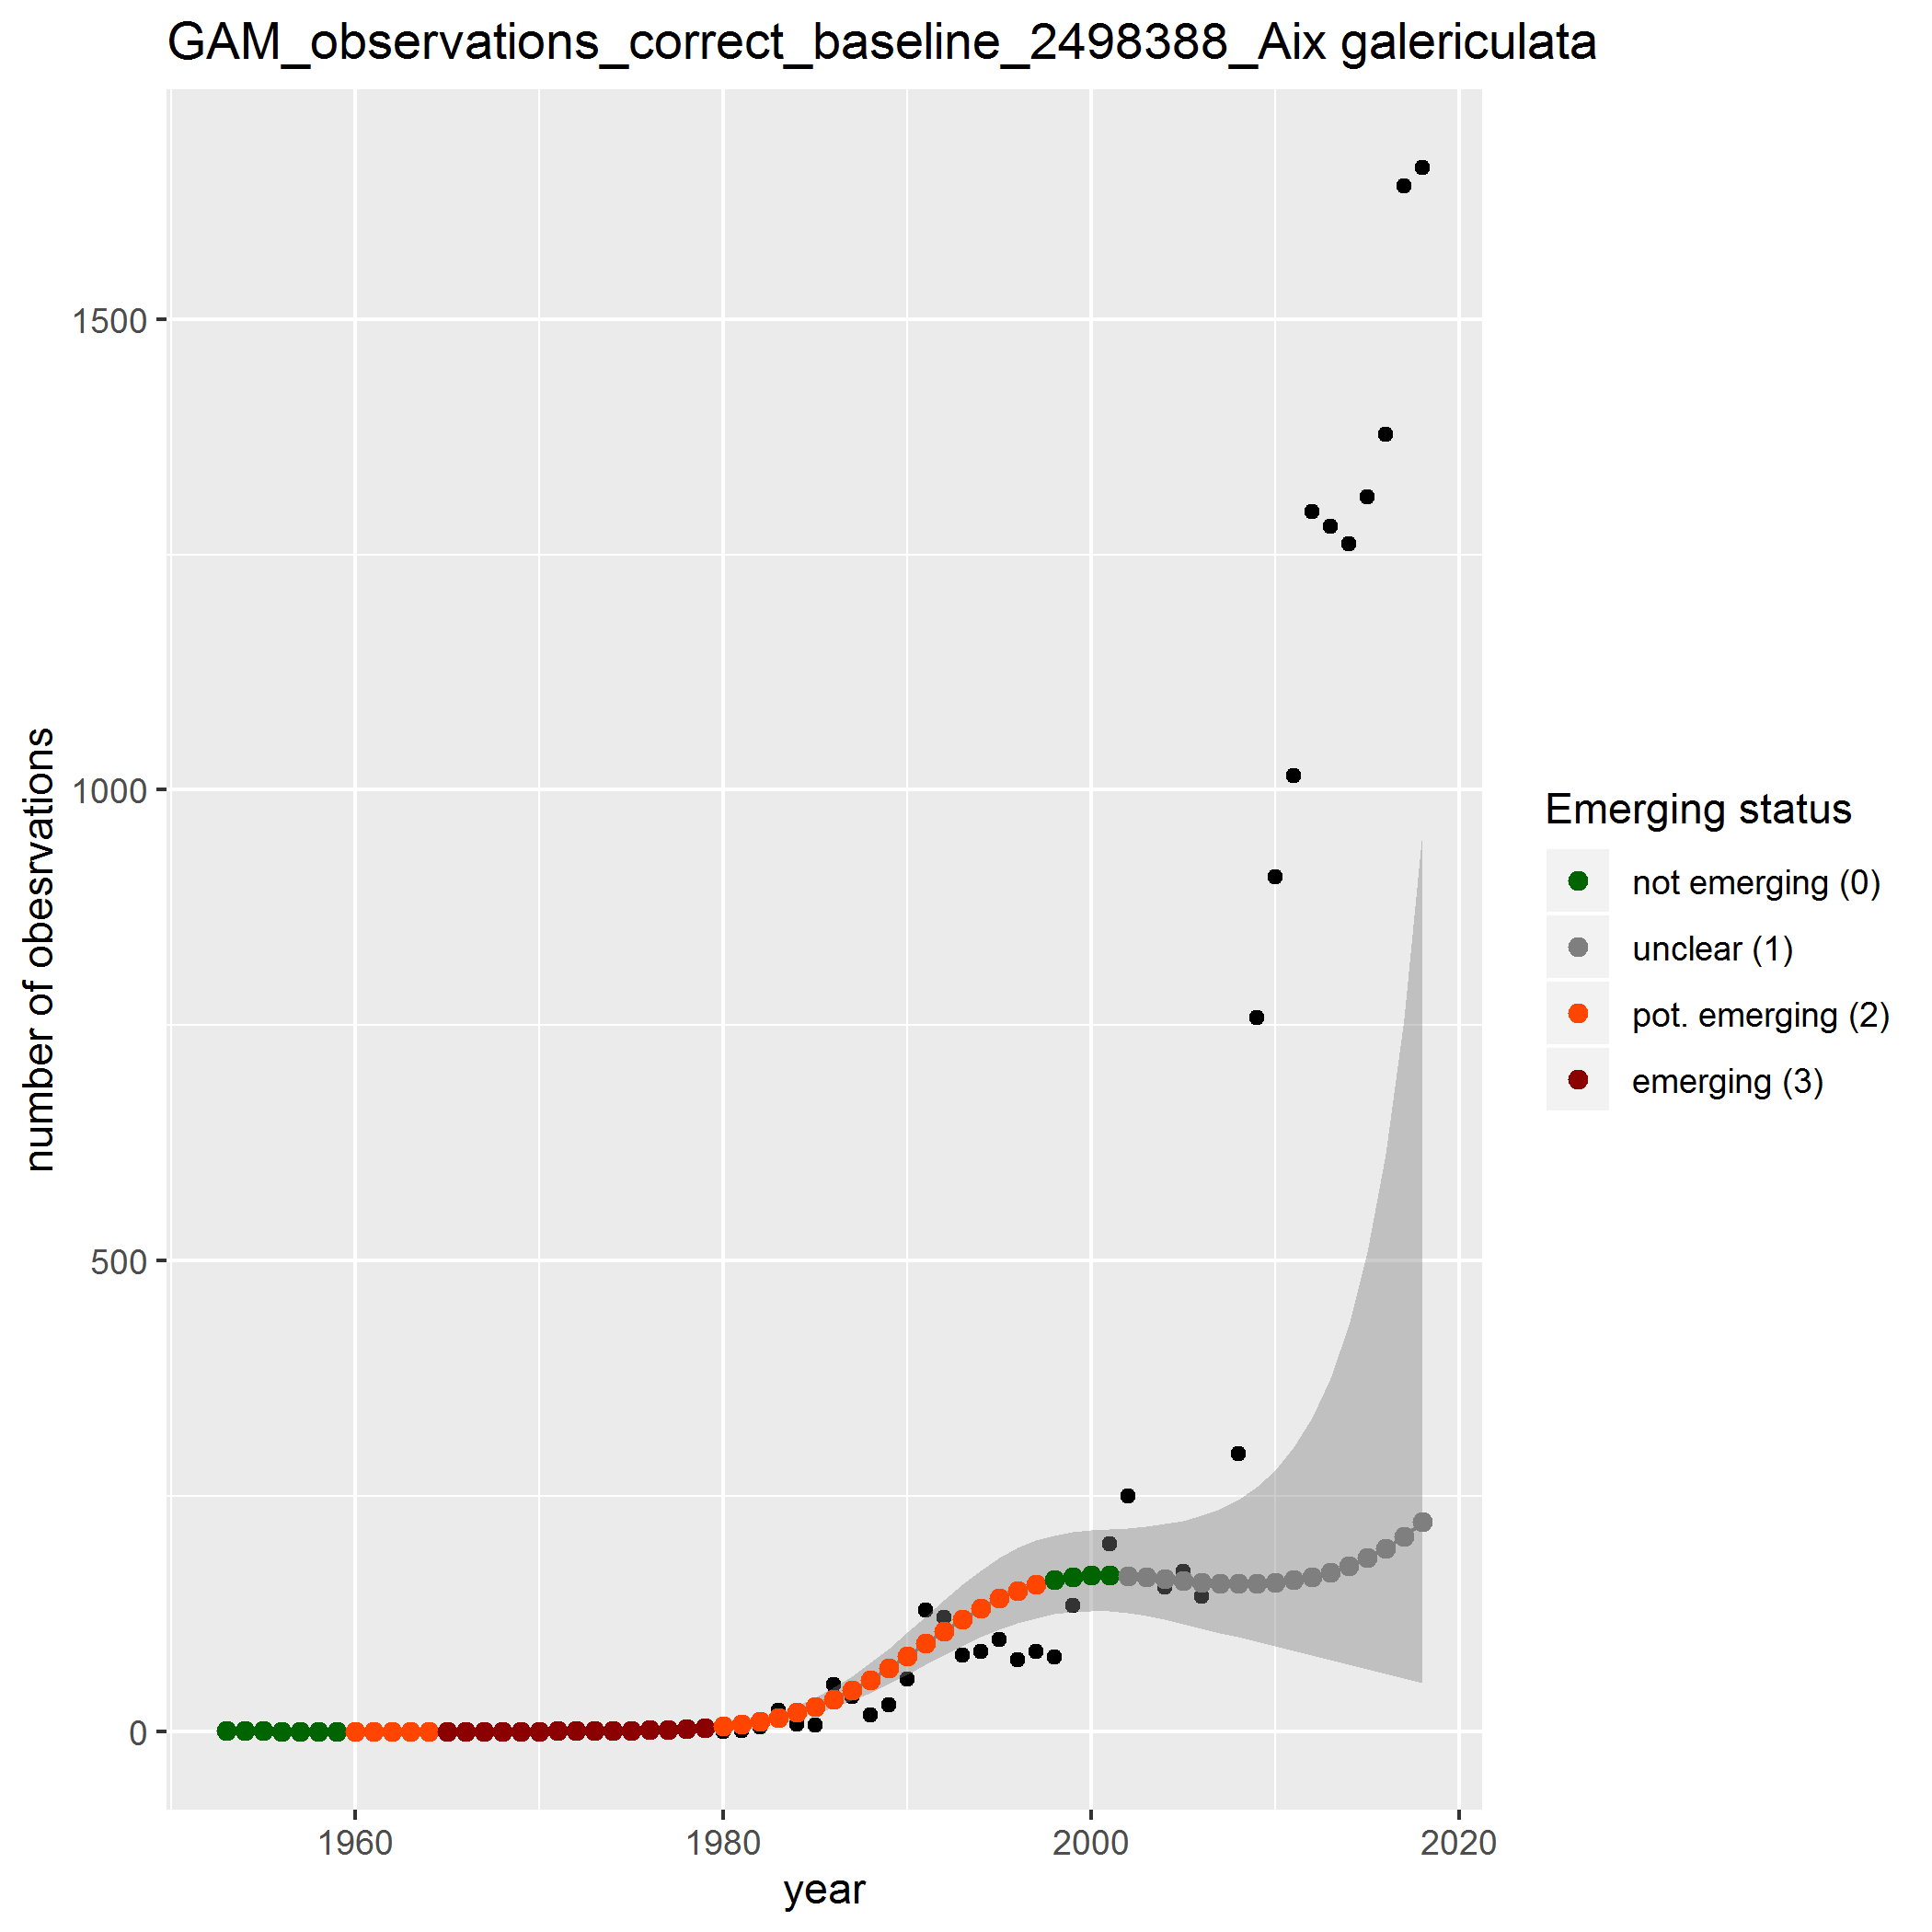 GAM_observations_correct_baseline_2498388_Aix galericulata
1500
1000
500
0
number of obesrvations
1960
1980
2000
2020
year
Emerging status
not emerging (0)
unclear (1)
pot. emerging (2)
emerging (3)